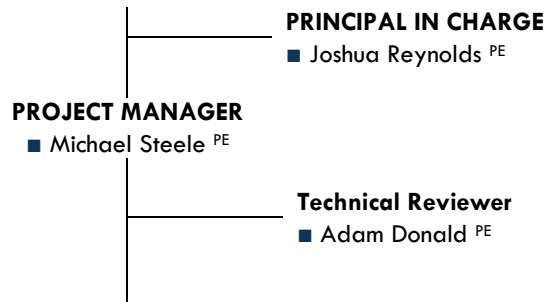 PRINCIPAL IN CHARGE
■ Joshua Reynolds PE
PROJECT MANAGER
■ Michael Steele PE
Technical Reviewer
■ Adam Donald PE